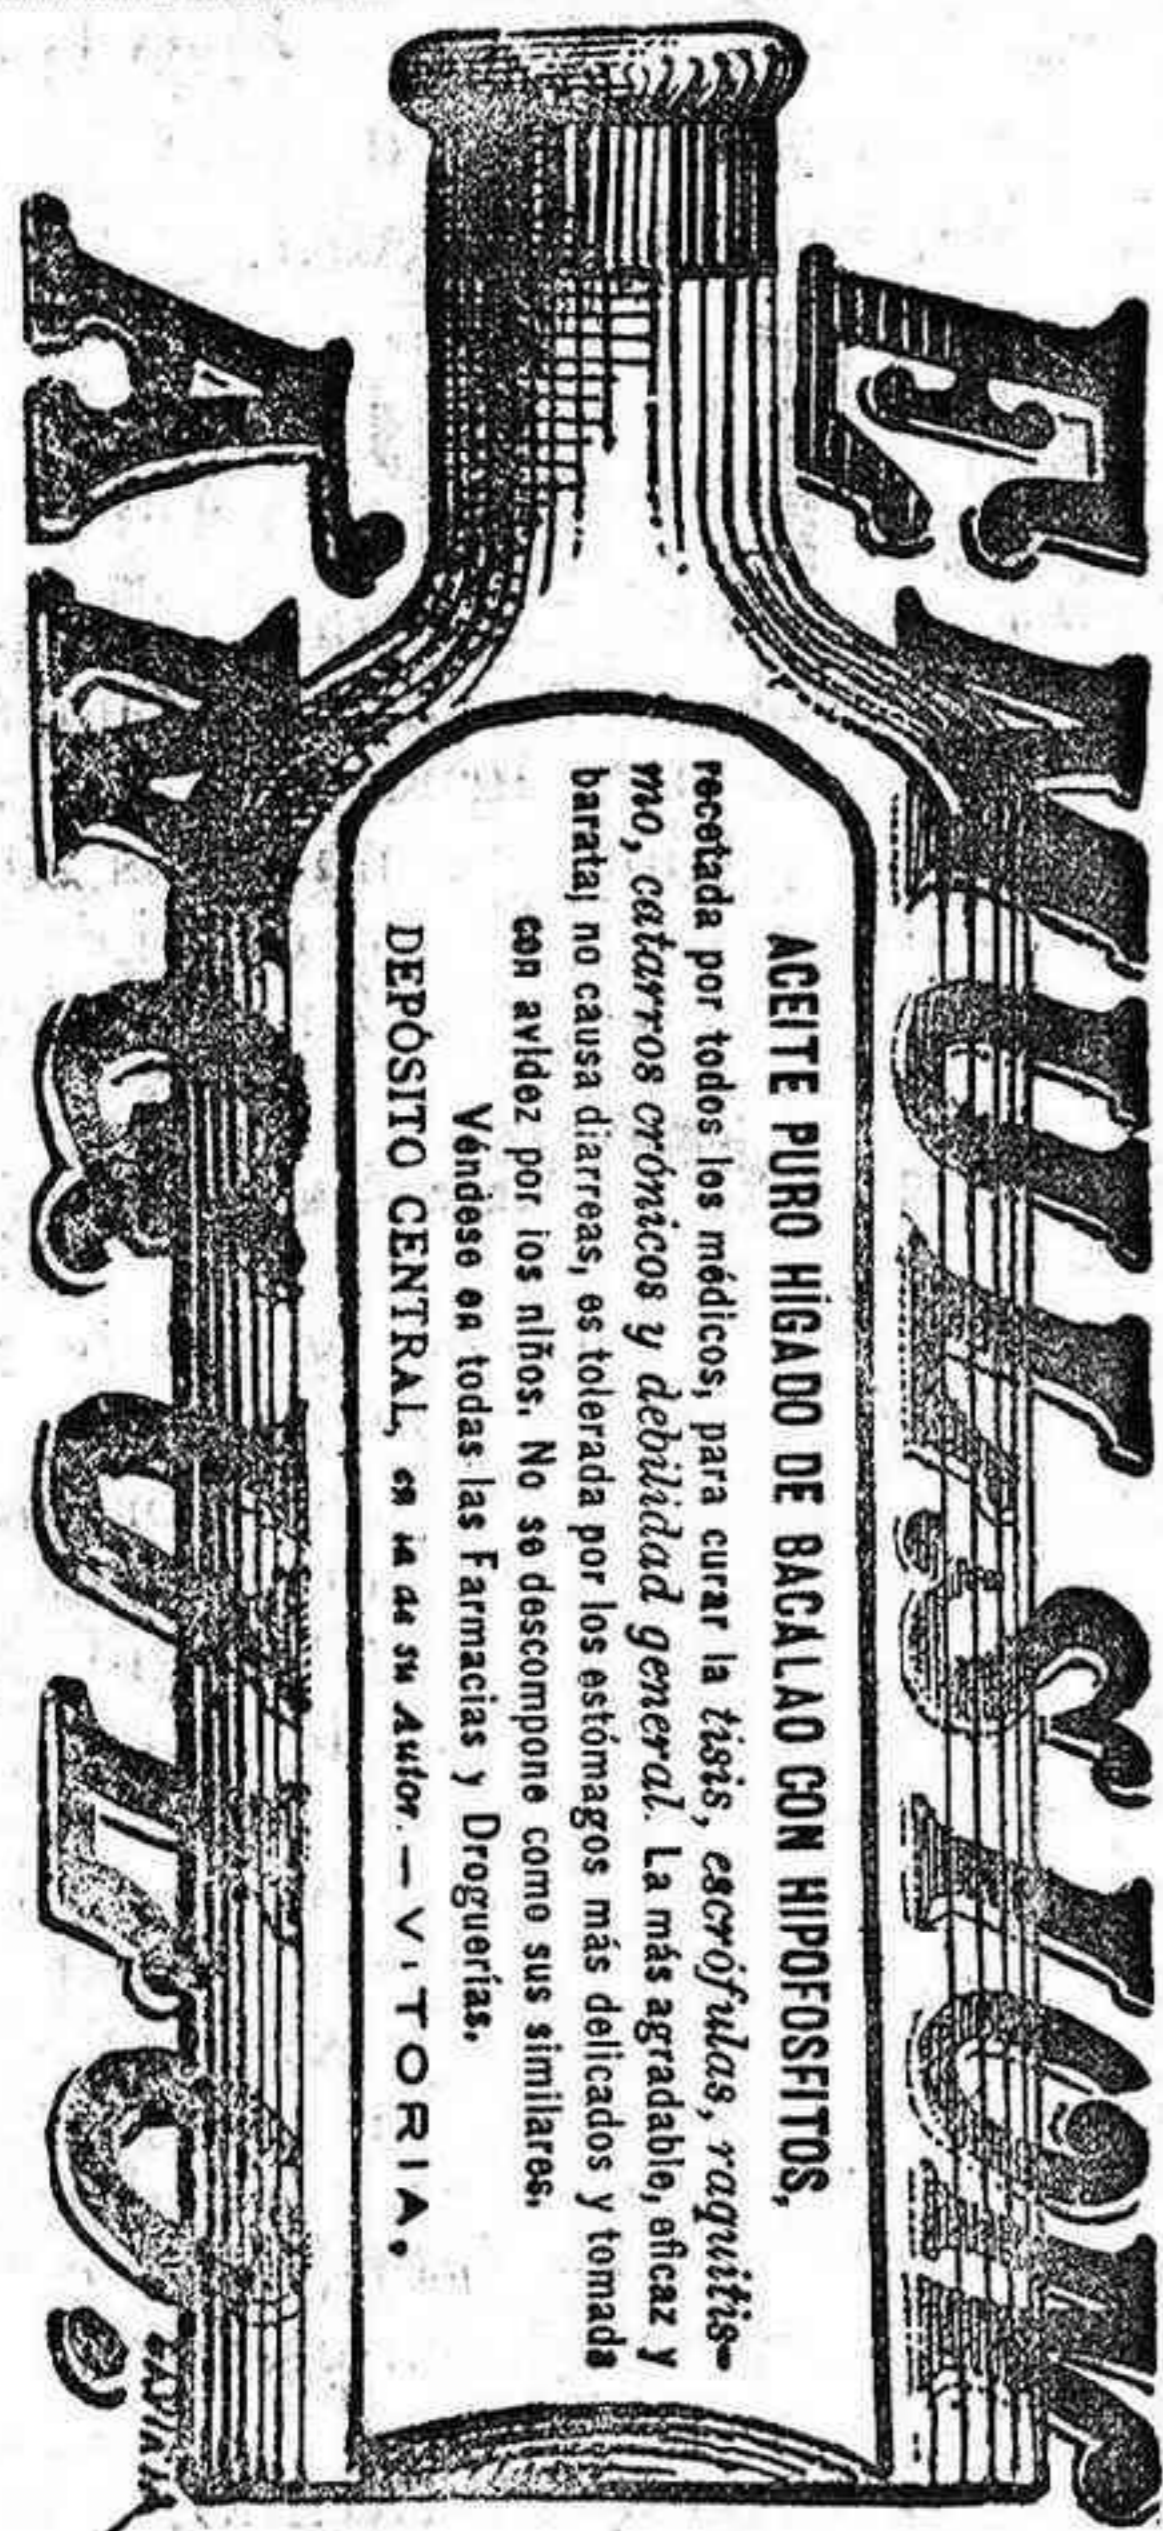 EMULSIÓN
ACEITE PURO HÍGADO DE BACALAO CON HIPOFOSFITOS,
recetada por todos los médicos, para curar la tisis, escrófulas, raquitis-
mo, catarros crónicos y debilidad general. La más agradable, eficaz y
barata; no causa diarreas, es tolerada por los estómagos más delicados y tomada
con avidez por los niños. No se descompone como sus similares.
Véndese en todas las Farmacias y Droguerías.
DEPÓSITO CENTRAL, en la de su Autor.—VITORIA.